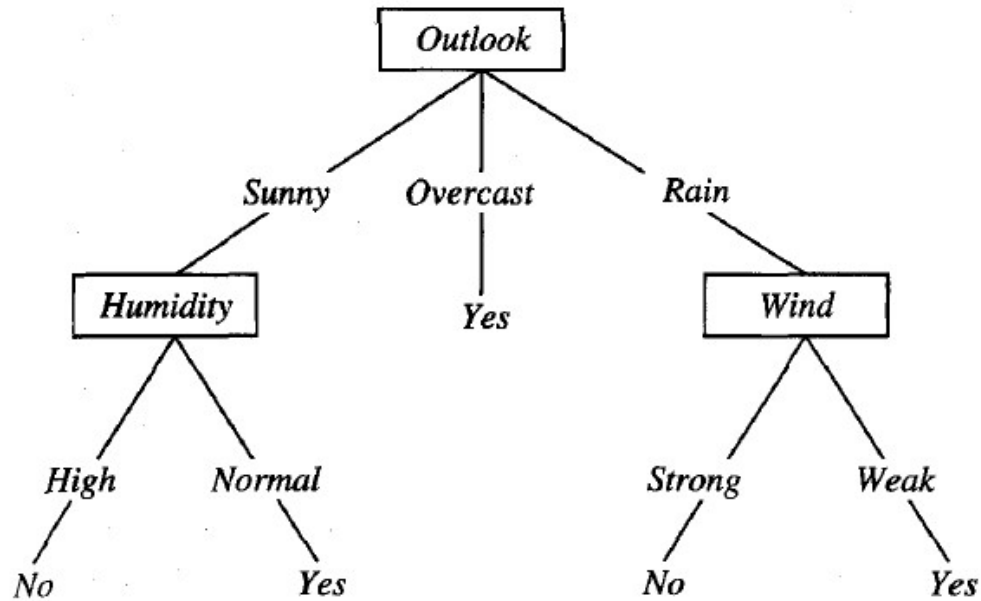 Outlook
Sunny Overcast Rain
Humidity Yes Wind
High Normal Strong Weak
No Yes No Yes